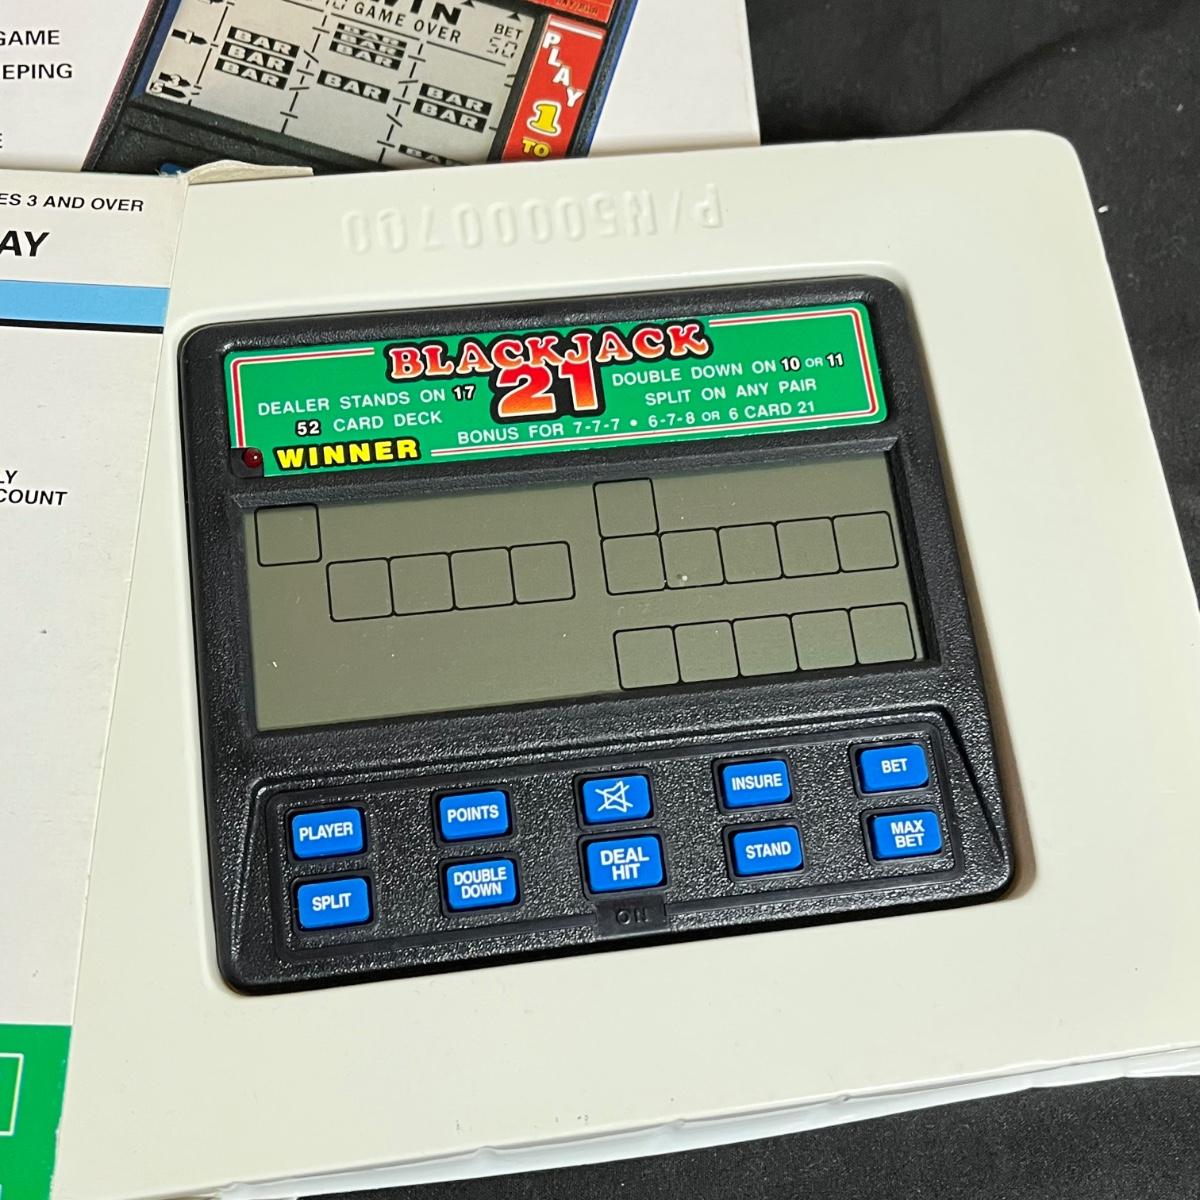 GAME
EPING
WIN
GAME OVER
BET
50
BAR
BAR
BAR
BAR
BAR
BAR
BAR
BAR
BAR
PLAY
1
TO
ES 3 AND OVER
AY
LY
COUNT
P/N50000700
BLACKJACK
21
DEALER STANDS ON 17
52 CARD DECK
DOUBLE DOWN ON 10 OR 11
SPLIT ON ANY PAIR
BONUS FOR 7-7-7 • 6-7-8 OR 6 CARD 21
WINNER
PLAYER
POINTS
INSURE
BET
SPLIT
DOUBLE
DOWN
DEAL
HIT
STAND
MAX
BET
ON